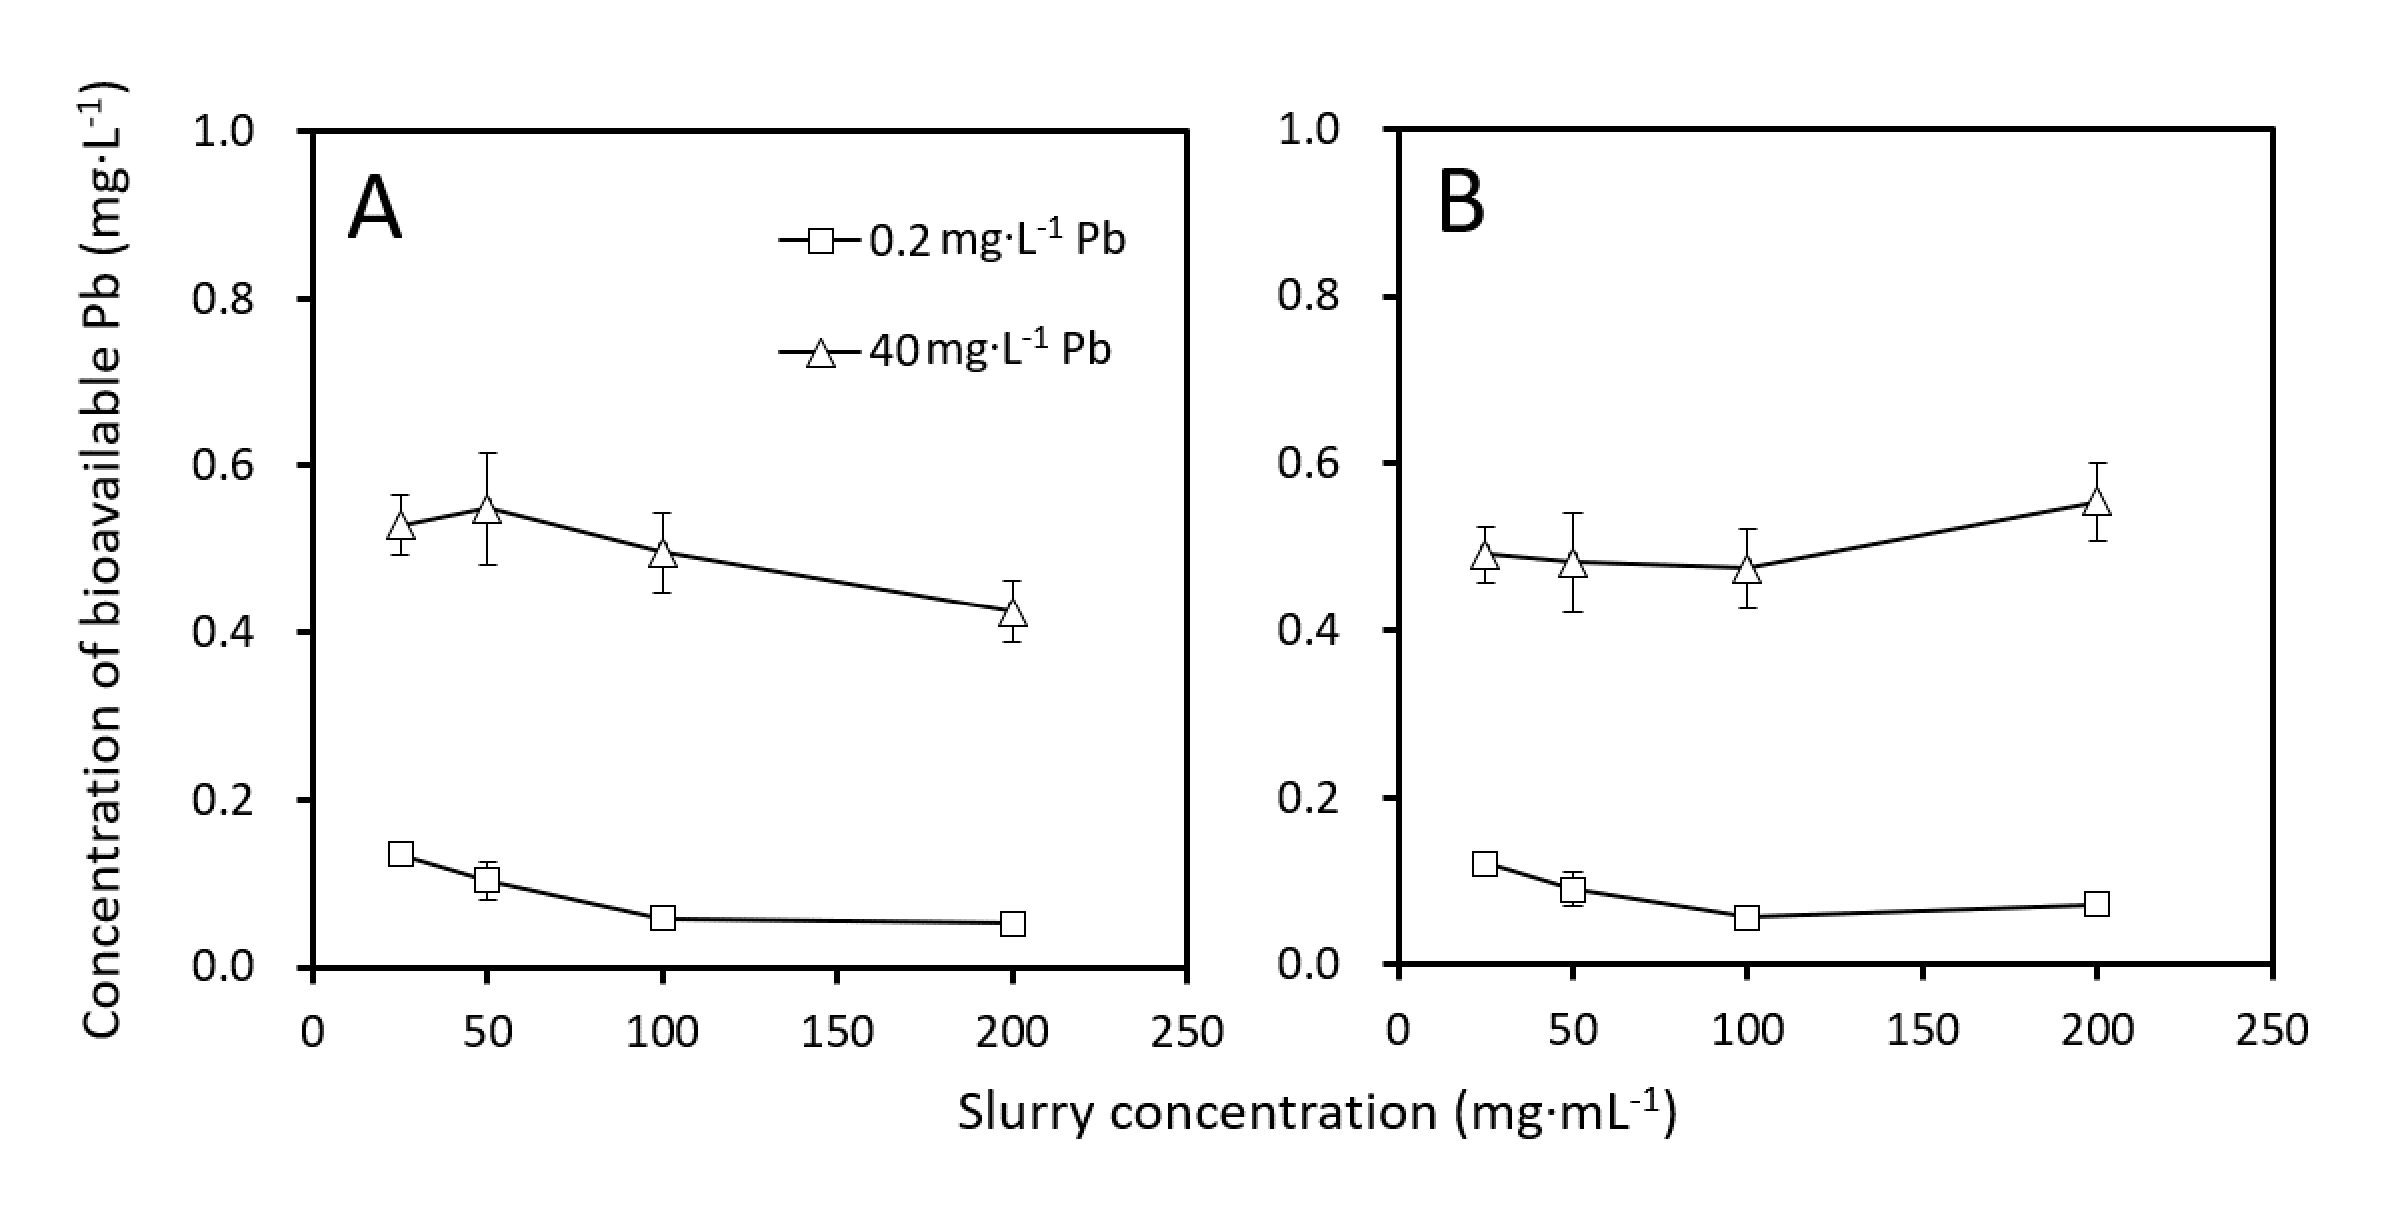 Concentration of bioavailable Pb (mg·L⁻¹)
1.0
0.8
0.6
0.4
0.2
0.0
A
0.2 mg·L⁻¹ Pb
40 mg·L⁻¹ Pb
0 50 100 150 200 250
1.0
0.8
0.6
0.4
0.2
0.0
B
0 50 100 150 200 250
Slurry concentration (mg·mL⁻¹)